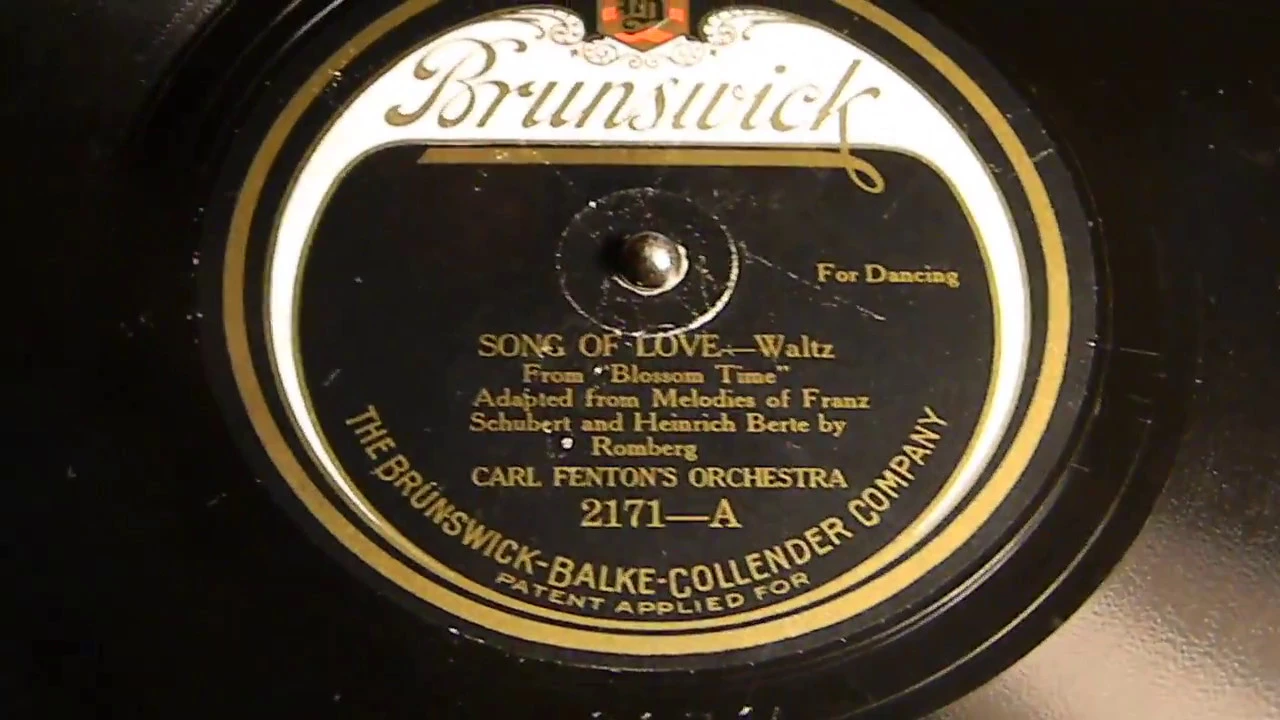 Brunswick
For Dancing
SONG OF LOVE—Waltz
From "Blossom Time"
Adapted from Melodies of Franz
Schubert and Heinrich Berte by
Romberg
CARL FENTON'S ORCHESTRA
2171—A
THE BRUNSWICK-BALKE-COLLENDER COMPANY
PATENT APPLIED FOR